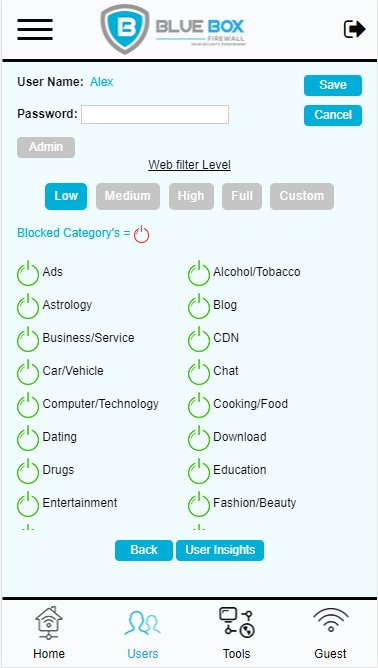 B BLUE BOX
FIREWALL
YOUR SECURITY, EVERYWHERE
User Name: Alex
Save
Password:
Cancel
Admin
Web filter Level
Low Medium High Full Custom
Blocked Category's =
Ads Alcohol/Tobacco
Astrology Blog
Business/Service CDN
Car/Vehicle Chat
Computer/Technology Cooking/Food
Dating Download
Drugs Education
Entertainment Fashion/Beauty
Back User Insights
Home Users Tools Guest